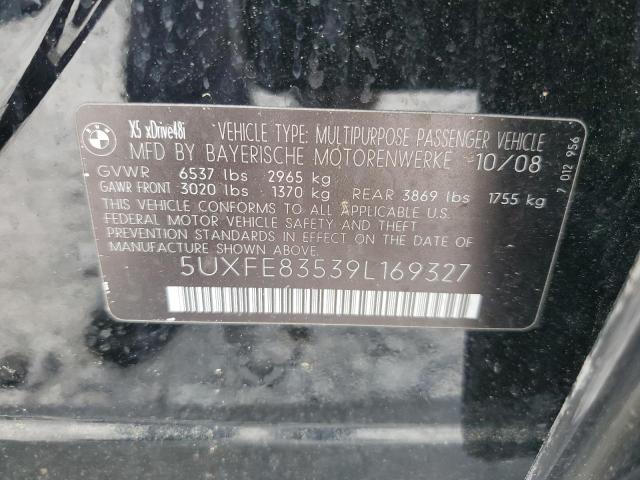 BMW
X5 xDrive48i VEHICLE TYPE: MULTIPURPOSE PASSENGER VEHICLE
MFD BY BAYERISCHE MOTORENWERKE 10/08
GVWR 6537 lbs 2965 kg
GAWR FRONT 3020 lbs 1370 kg REAR 3869 lbs 1755 kg
THIS VEHICLE CONFORMS TO ALL APPLICABLE U.S.
FEDERAL MOTOR VEHICLE SAFETY AND THEFT
PREVENTION STANDARDS IN EFFECT ON THE DATE OF
MANUFACTURE SHOWN ABOVE.
5UXFE83539L169327
7 012 956